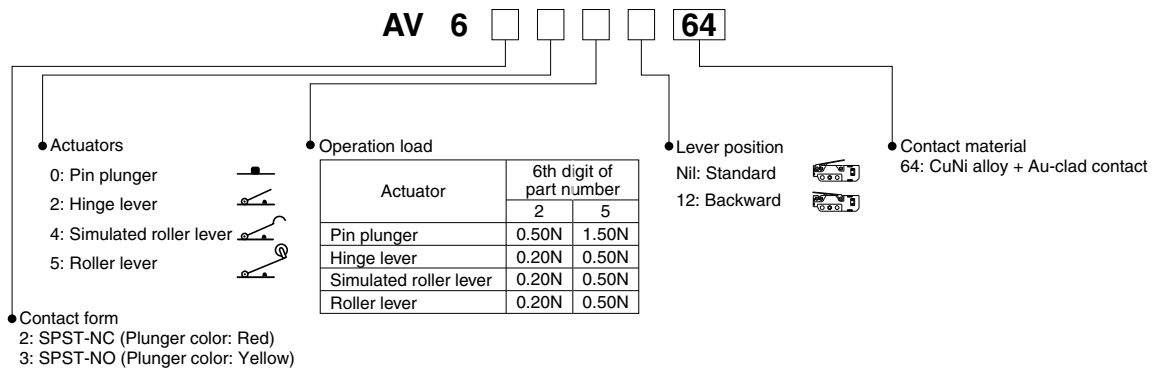 AV 6 64
Actuators
0: Pin plunger
2: Hinge lever
4: Simulated roller lever
5: Roller lever
Operation load
Actuator
6th digit of
part number
2 5
Pin plunger 0.50N 1.50N
Hinge lever 0.20N 0.50N
Simulated roller lever 0.20N 0.50N
Roller lever 0.20N 0.50N
Lever position
Nil: Standard
12: Backward
Contact material
64: CuNi alloy + Au-clad contact
Contact form
2: SPST-NC (Plunger color: Red)
3: SPST-NO (Plunger color: Yellow)